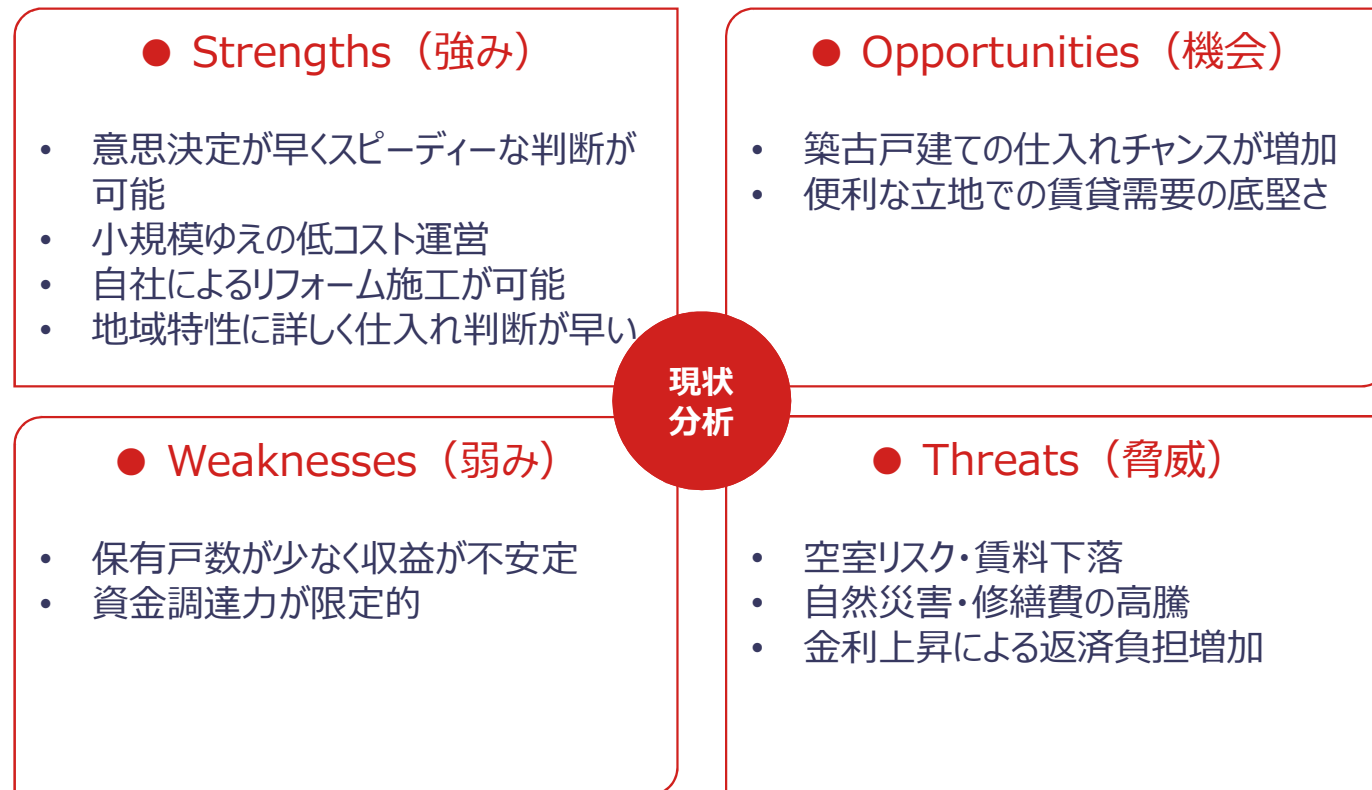 ● Strengths（強み）
• 意思決定が早くスピーディーな判断が
可能
• 小規模ゆえの低コスト運営
• 自社によるリフォーム施工が可能
• 地域特性に詳しく仕入れ判断が早い
● Opportunities（機会）
• 築古戸建ての仕入れチャンスが増加
• 便利な立地での賃貸需要の底堅さ
現状
分析
● Weaknesses（弱み）
• 保有戸数が少なく収益が不安定
• 資金調達力が限定的
● Threats（脅威）
• 空室リスク・賃料下落
• 自然災害・修繕費の高騰
• 金利上昇による返済負担増加